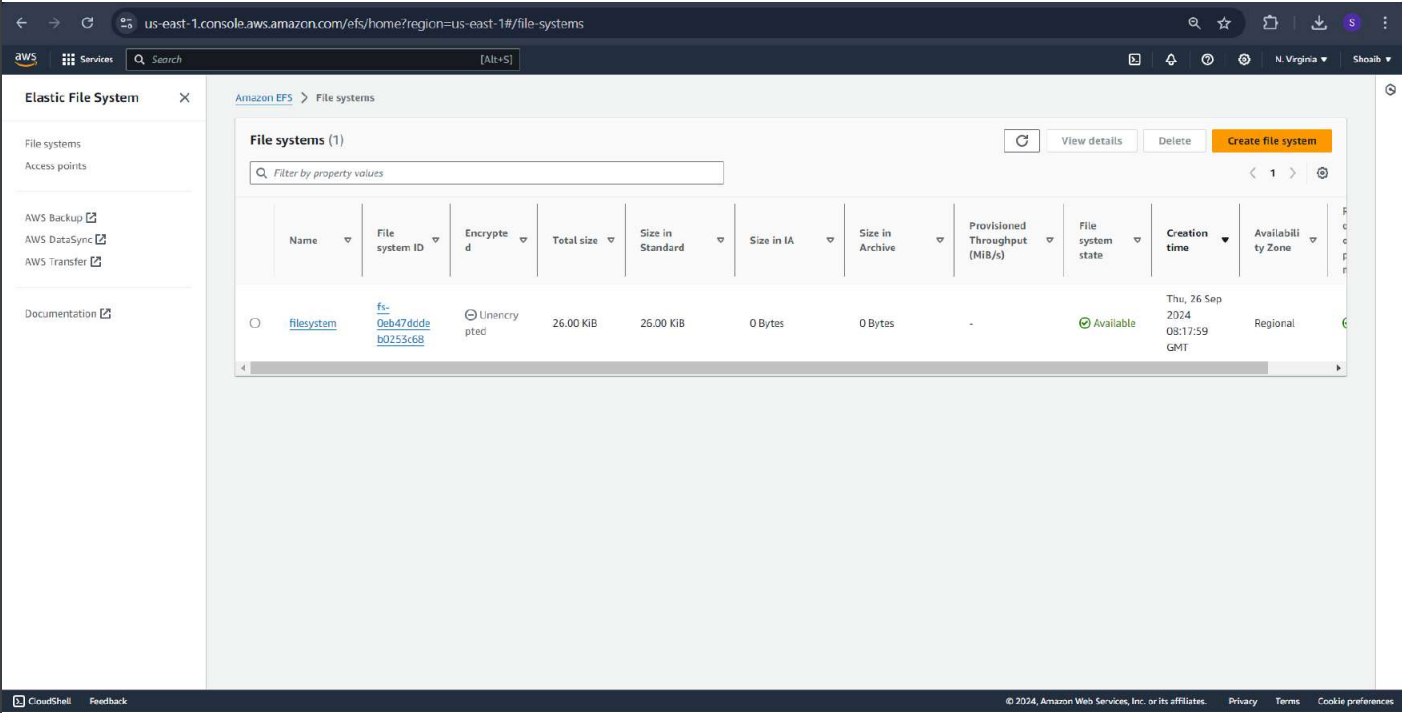 us-east-1.console.aws.amazon.com/efs/home?region=us-east-1#/file-systems
S
aws
Services
Search
[Alt+S]
N. Virginia
Shoaib
Elastic File System
File systems
Access points
AWS Backup
AWS DataSync
AWS Transfer
Documentation
Amazon EFS > File systems
File systems (1)
View details
Delete
Create file system
Filter by property values
1
Name
File
system ID
Encrypte
d
Total size
Size in
Standard
Size in IA
Size in
Archive
Provisioned
Throughput
(MiB/s)
File
system
state
Creation
time
Availabili
ty Zone
filesystem
fs-
0eb47ddde
b0253c68
Unencry
pted
26.00 KiB
26.00 KiB
0 Bytes
0 Bytes
-
Available
Thu, 26 Sep
2024
08:17:59
GMT
Regional
CloudShell
Feedback
© 2024, Amazon Web Services, Inc. or its affiliates.
Privacy
Terms
Cookie preferences